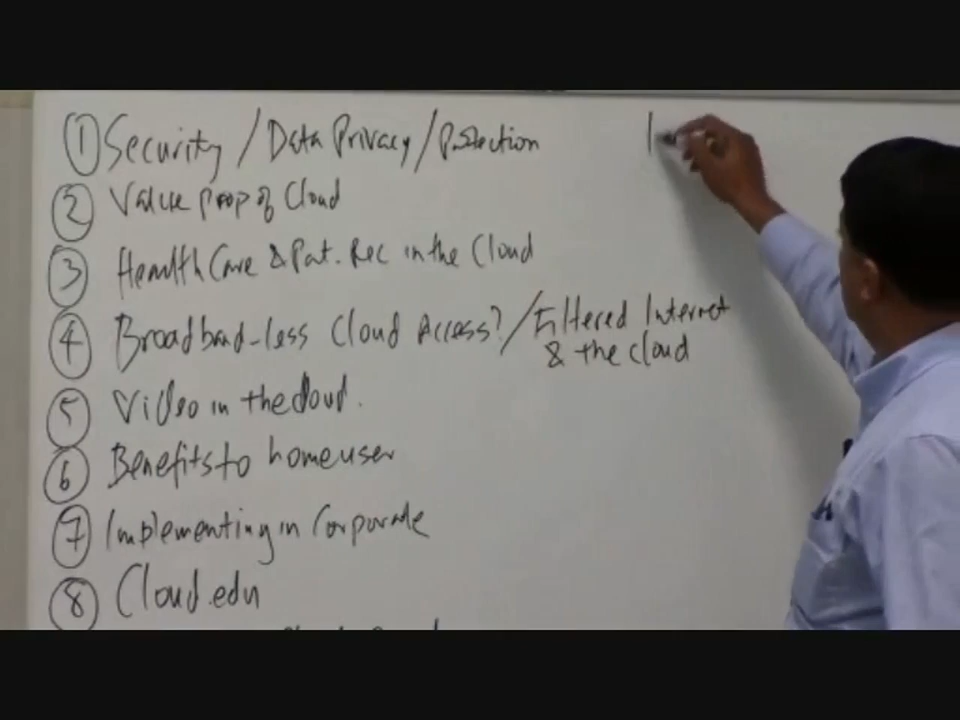 ① Security / Data Privacy / Protection
② Value prop of Cloud
③ HealthCare & Pat. Rec in the Cloud
④ Broadband-less Cloud Access? / Filtered Internet
& the cloud
⑤ Video in the cloud.
⑥ Benefits to home user
⑦ Implementing in Corporate
⑧ Cloud.edu